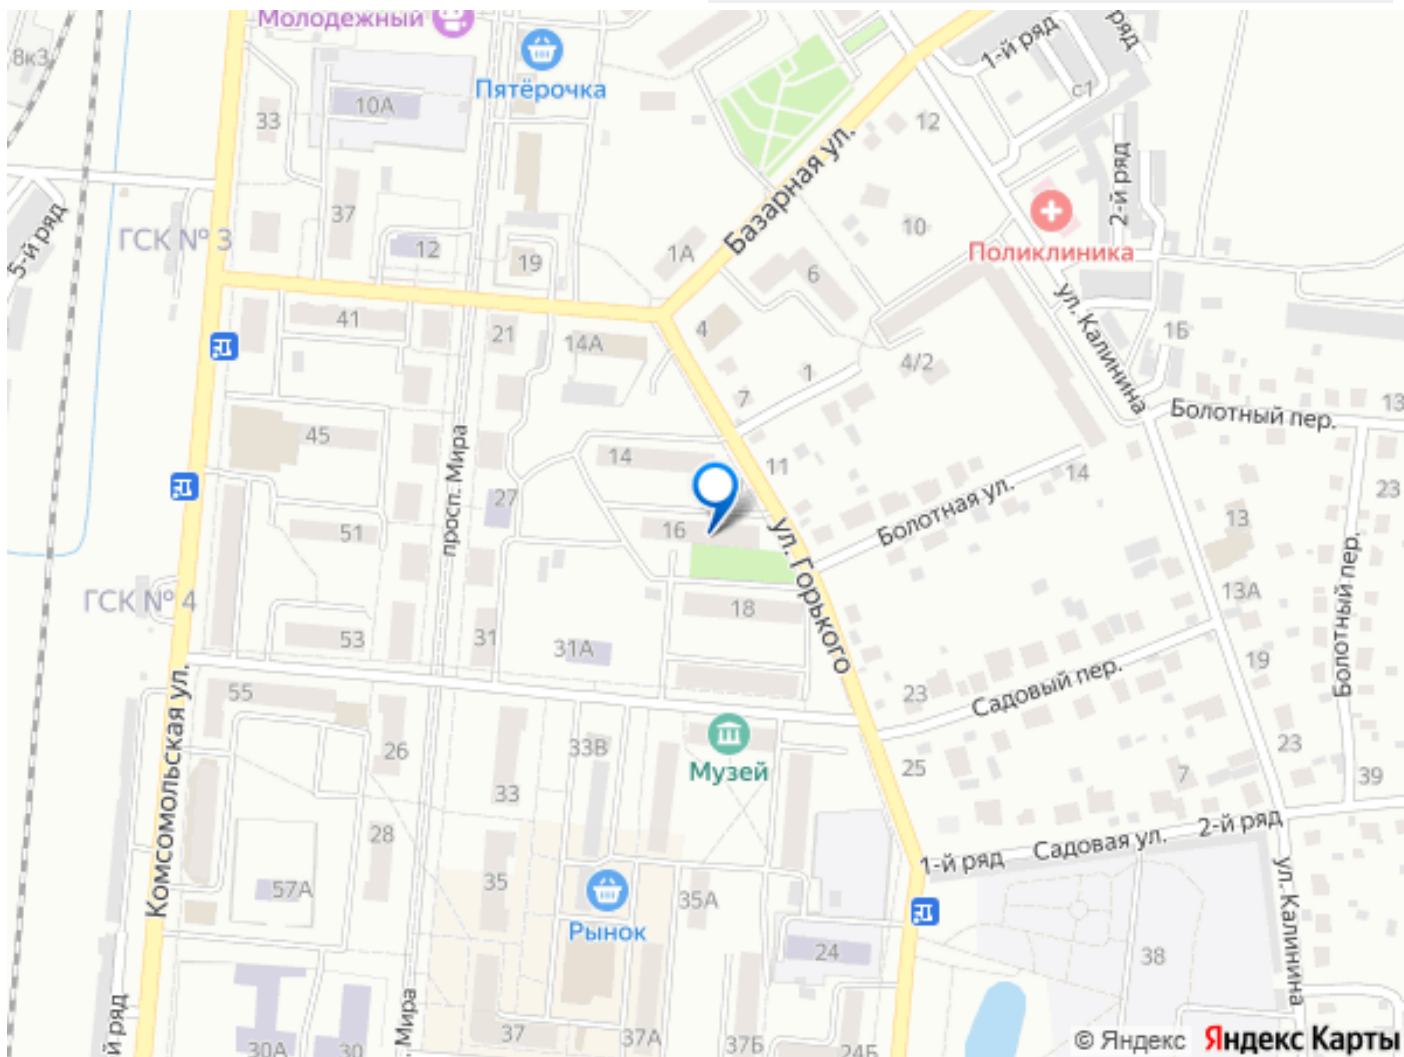 Молодежный
1-й ряд
ряд
8к3
Пятёрочка
10А
с1
33
12
2-й ряд
Базарная ул.
37
Поликлиника
5-й ряд
ГСК № 3
12
19
1А
10
6
ул. Калинина
41
21
14А
4
1Б
4/2
1
7
Болотный пер.
13
45
просп. Мира
14
11
14
27
23
51
16
ул. Горького
Болотная ул.
13
ГСК № 4
18
13А
Болотный пер.
53
31
31А
19
Комсомольская ул.
55
23
Садовый пер.
26
33В
Музей
25
23
7
39
33
28
1-й ряд
Садовая ул.
2-й ряд
57А
35
Рынок
35А
ул. Калинина
24
38
й ряд
. Мира
30А
30
37
37А
37Б
24Б
© Яндекс Яндекс Карты